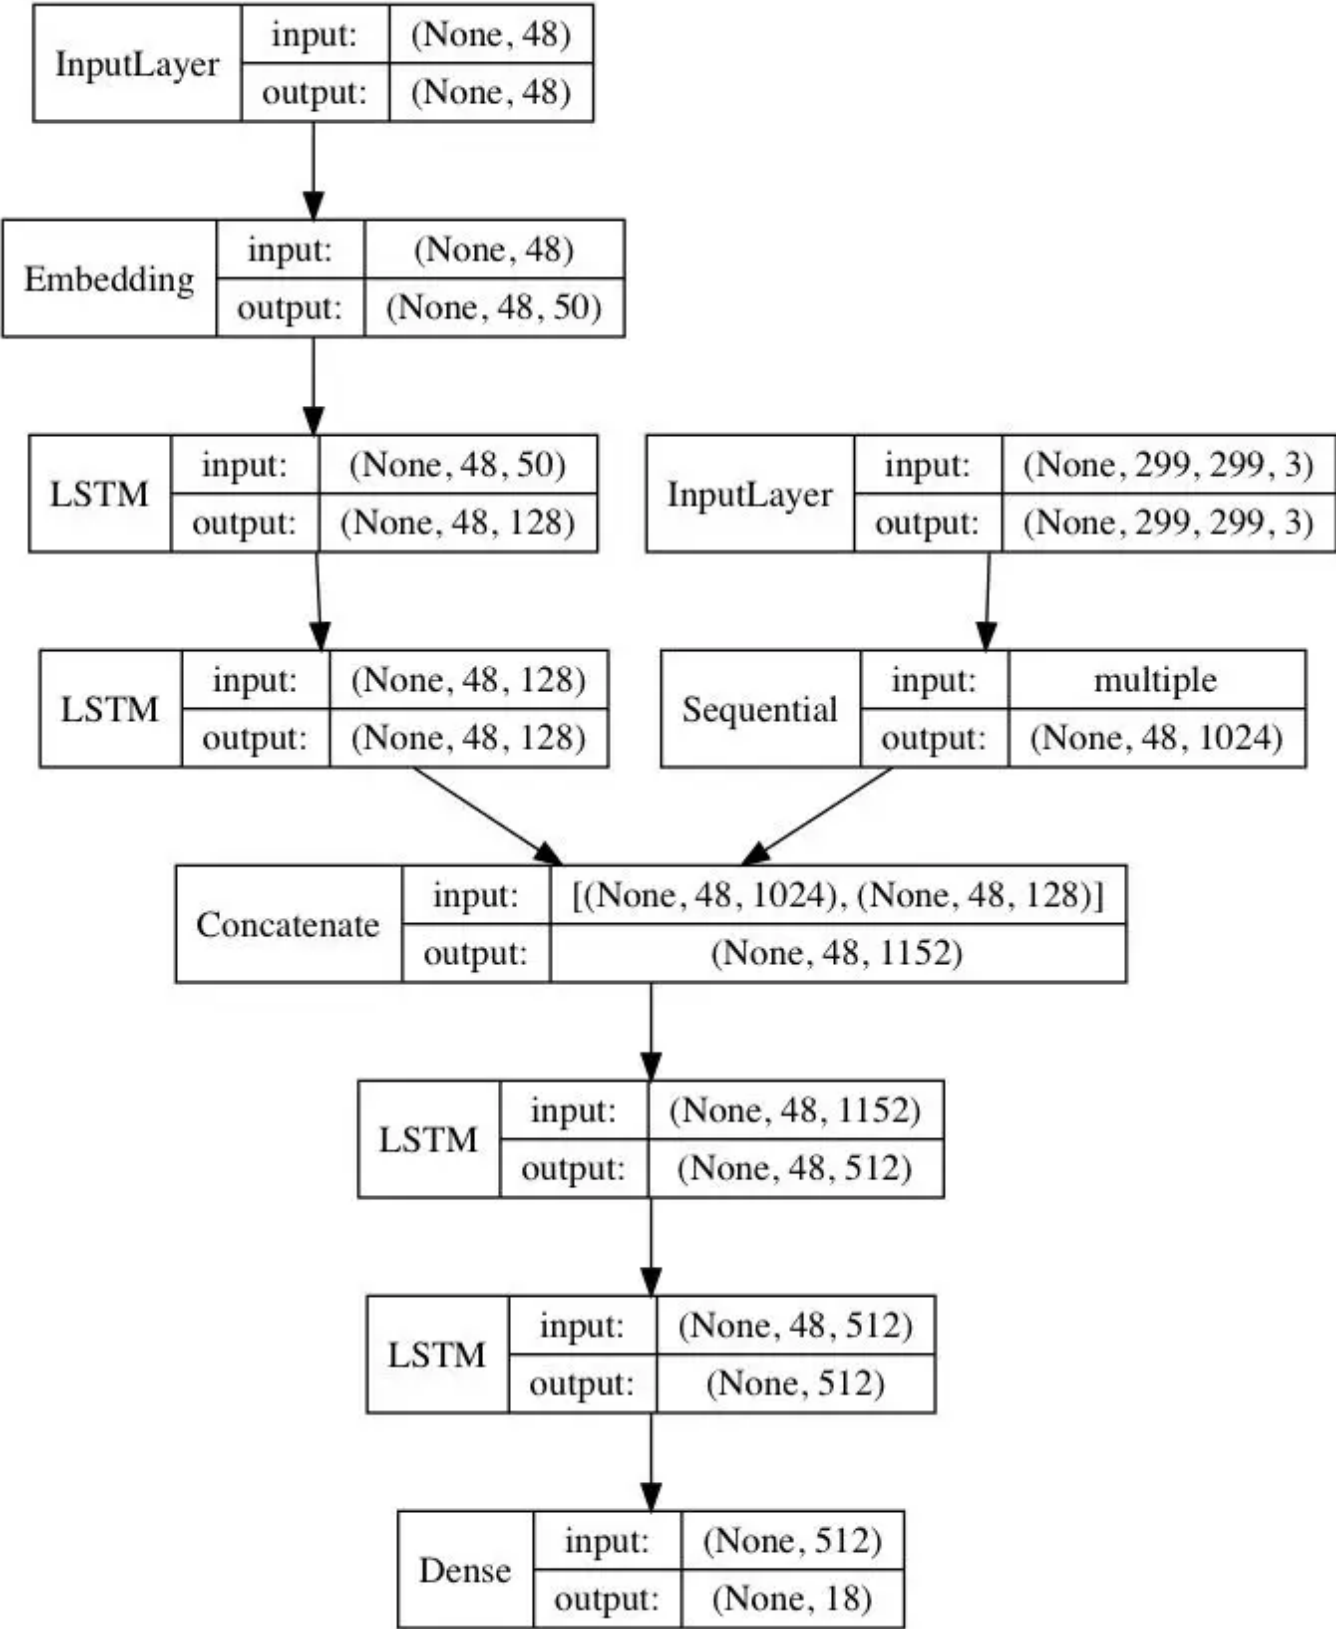 InputLayer input: (None, 48)
output: (None, 48)
Embedding input: (None, 48)
output: (None, 48, 50)
LSTM input: (None, 48, 50)
output: (None, 48, 128)
InputLayer input: (None, 299, 299, 3)
output: (None, 299, 299, 3)
LSTM input: (None, 48, 128)
output: (None, 48, 128)
Sequential input: multiple
output: (None, 48, 1024)
Concatenate input: [(None, 48, 1024), (None, 48, 128)]
output: (None, 48, 1152)
LSTM input: (None, 48, 1152)
output: (None, 48, 512)
LSTM input: (None, 48, 512)
output: (None, 512)
Dense input: (None, 512)
output: (None, 18)